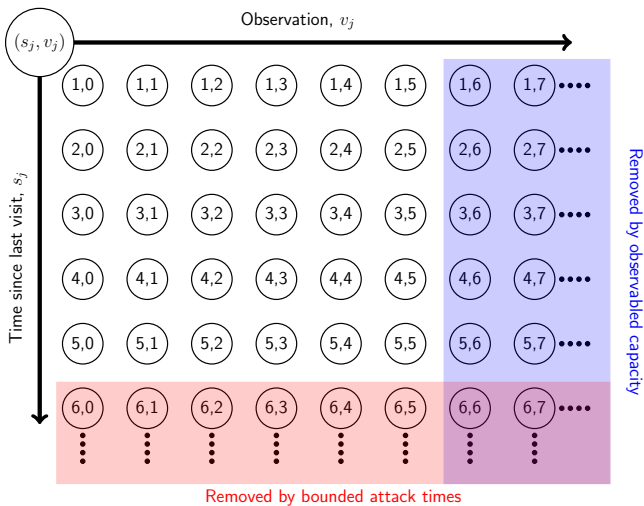 Observation, v_j
(s_j, v_j)
1,0 1,1 1,2 1,3 1,4 1,5 1,6 1,7
2,0 2,1 2,2 2,3 2,4 2,5 2,6 2,7
3,0 3,1 3,2 3,3 3,4 3,5 3,6 3,7
4,0 4,1 4,2 4,3 4,4 4,5 4,6 4,7
5,0 5,1 5,2 5,3 5,4 5,5 5,6 5,7
6,0 6,1 6,2 6,3 6,4 6,5 6,6 6,7
Time since last visit, s_j
Removed by observabled capacity
Removed by bounded attack times